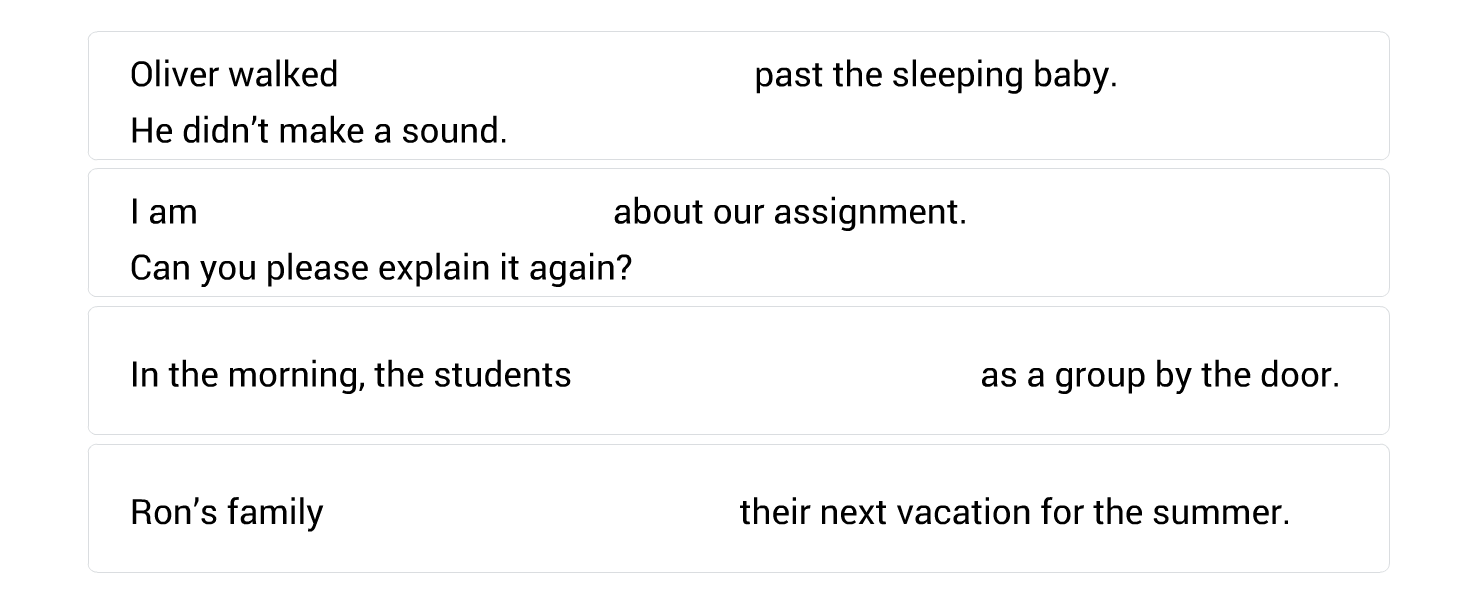 Oliver walked past the sleeping baby.
He didn’t make a sound.
I am about our assignment.
Can you please explain it again?
In the morning, the students as a group by the door.
Ron’s family their next vacation for the summer.